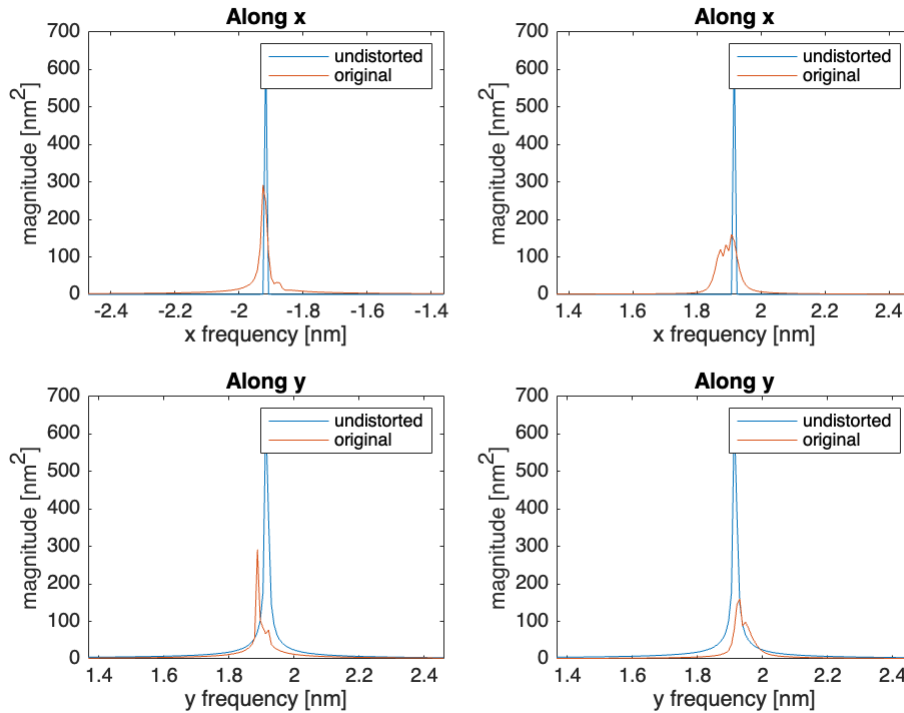 Along x
700
600
500
400
300
200
100
0
magnitude [nm²]
undistorted
original
-2.4 -2.2 -2 -1.8 -1.6 -1.4
x frequency [nm]
Along x
700
600
500
400
300
200
100
0
magnitude [nm²]
undistorted
original
1.4 1.6 1.8 2 2.2 2.4
x frequency [nm]
Along y
700
600
500
400
300
200
100
0
magnitude [nm²]
undistorted
original
1.4 1.6 1.8 2 2.2 2.4
y frequency [nm]
Along y
700
600
500
400
300
200
100
0
magnitude [nm²]
undistorted
original
1.4 1.6 1.8 2 2.2 2.4
y frequency [nm]